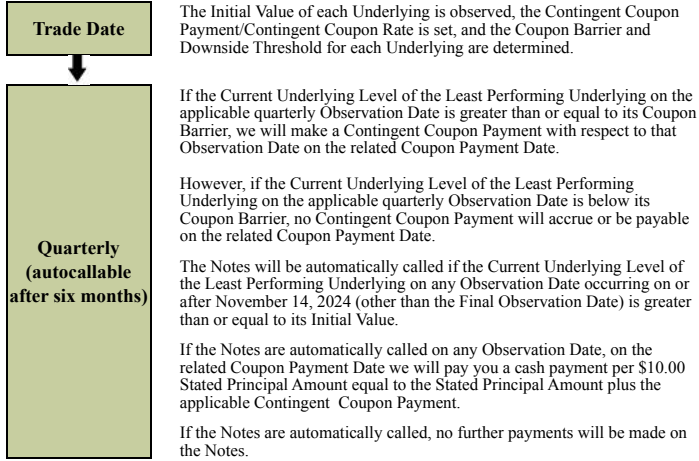 Trade Date
The Initial Value of each Underlying is observed, the Contingent Coupon
Payment/Contingent Coupon Rate is set, and the Coupon Barrier and
Downside Threshold for each Underlying are determined.
Quarterly
(autocallable
after six months)
If the Current Underlying Level of the Least Performing Underlying on the
applicable quarterly Observation Date is greater than or equal to its Coupon
Barrier, we will make a Contingent Coupon Payment with respect to that
Observation Date on the related Coupon Payment Date.
However, if the Current Underlying Level of the Least Performing
Underlying on the applicable quarterly Observation Date is below its
Coupon Barrier, no Contingent Coupon Payment will accrue or be payable
on the related Coupon Payment Date.
The Notes will be automatically called if the Current Underlying Level of
the Least Performing Underlying on any Observation Date occurring on or
after November 14, 2024 (other than the Final Observation Date) is greater
than or equal to its Initial Value.
If the Notes are automatically called on any Observation Date, on the
related Coupon Payment Date we will pay you a cash payment per $10.00
Stated Principal Amount equal to the Stated Principal Amount plus the
applicable Contingent Coupon Payment.
If the Notes are automatically called, no further payments will be made on
the Notes.